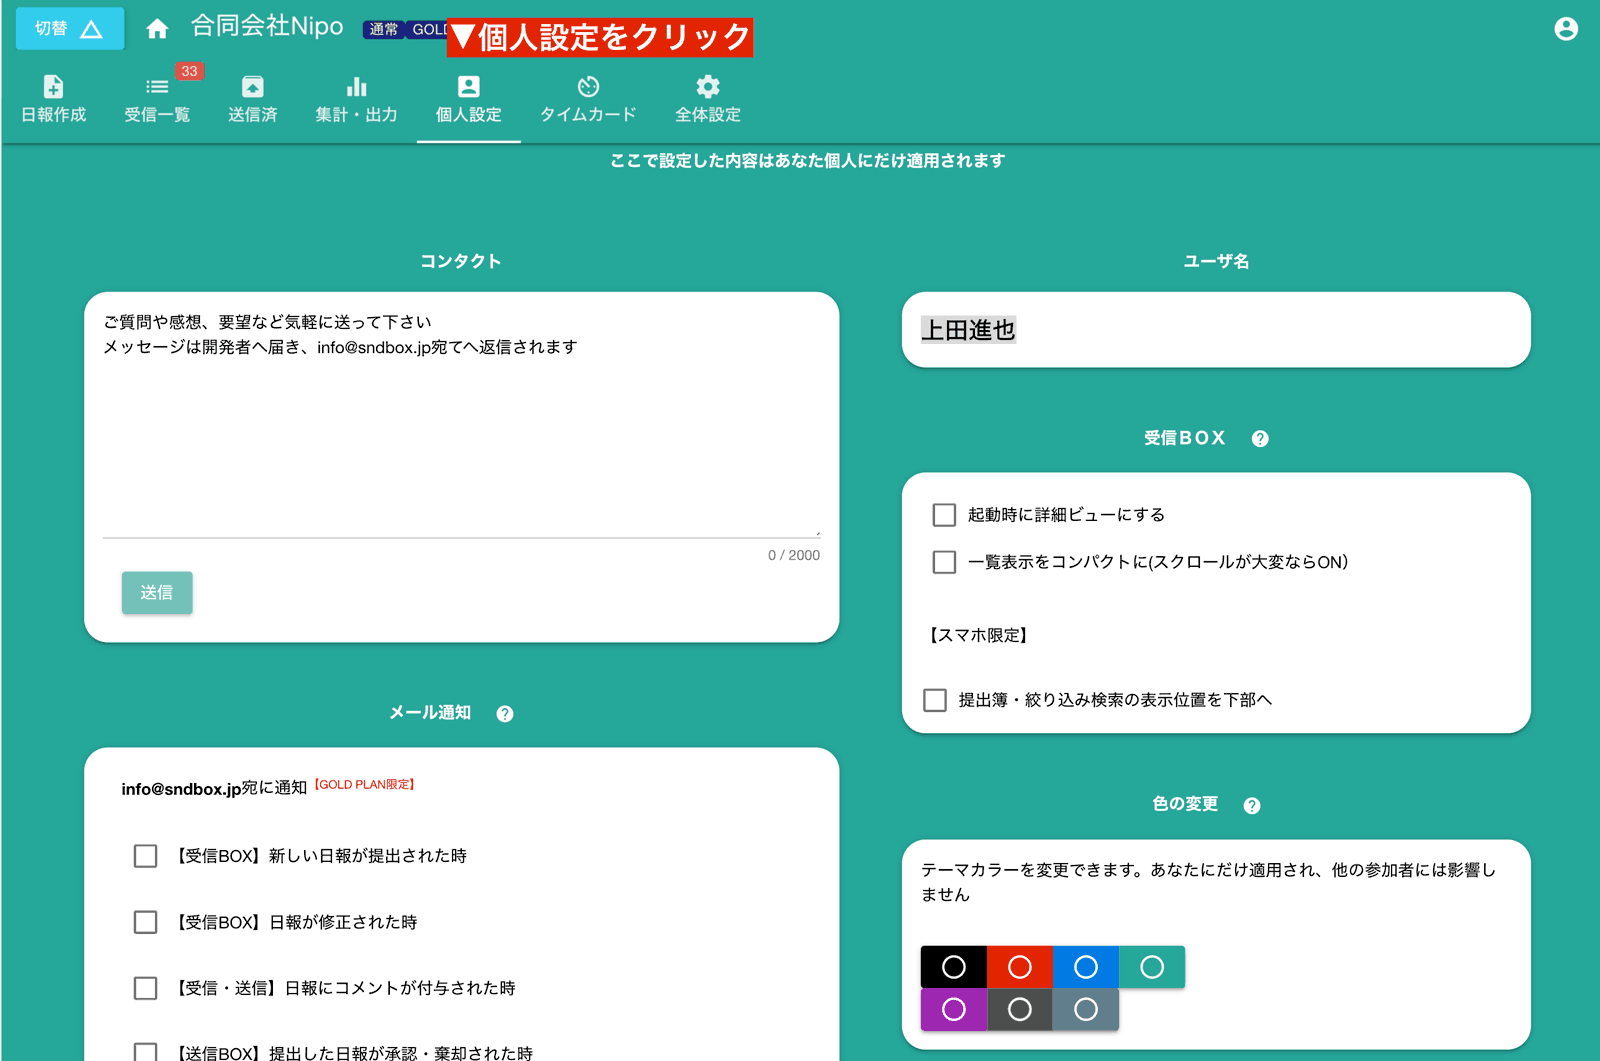 切替
合同会社Nipo
通常
GOLD
▼個人設定をクリック
日報作成
受信一覧
33
送信済
集計・出力
個人設定
タイムカード
全体設定
ここで設定した内容はあなた個人にだけ適用されます
コンタクト
ご質問や感想、要望など気軽に送って下さい
メッセージは開発者へ届き、info@sndbox.jp宛てへ返信されます
0 / 2000
送信
メール通知
info@sndbox.jp宛に通知【GOLD PLAN限定】
【受信BOX】新しい日報が提出された時
【受信BOX】日報が修正された時
【受信・送信】日報にコメントが付与された時
【送信BOX】提出した日報が承認・棄却された時
ユーザ名
上田進也
受信ＢＯＸ
起動時に詳細ビューにする
一覧表示をコンパクトに(スクロールが大変ならON)
【スマホ限定】
提出簿・絞り込み検索の表示位置を下部へ
色の変更
テーマカラーを変更できます。あなたにだけ適用され、他の参加者には影響し
ません